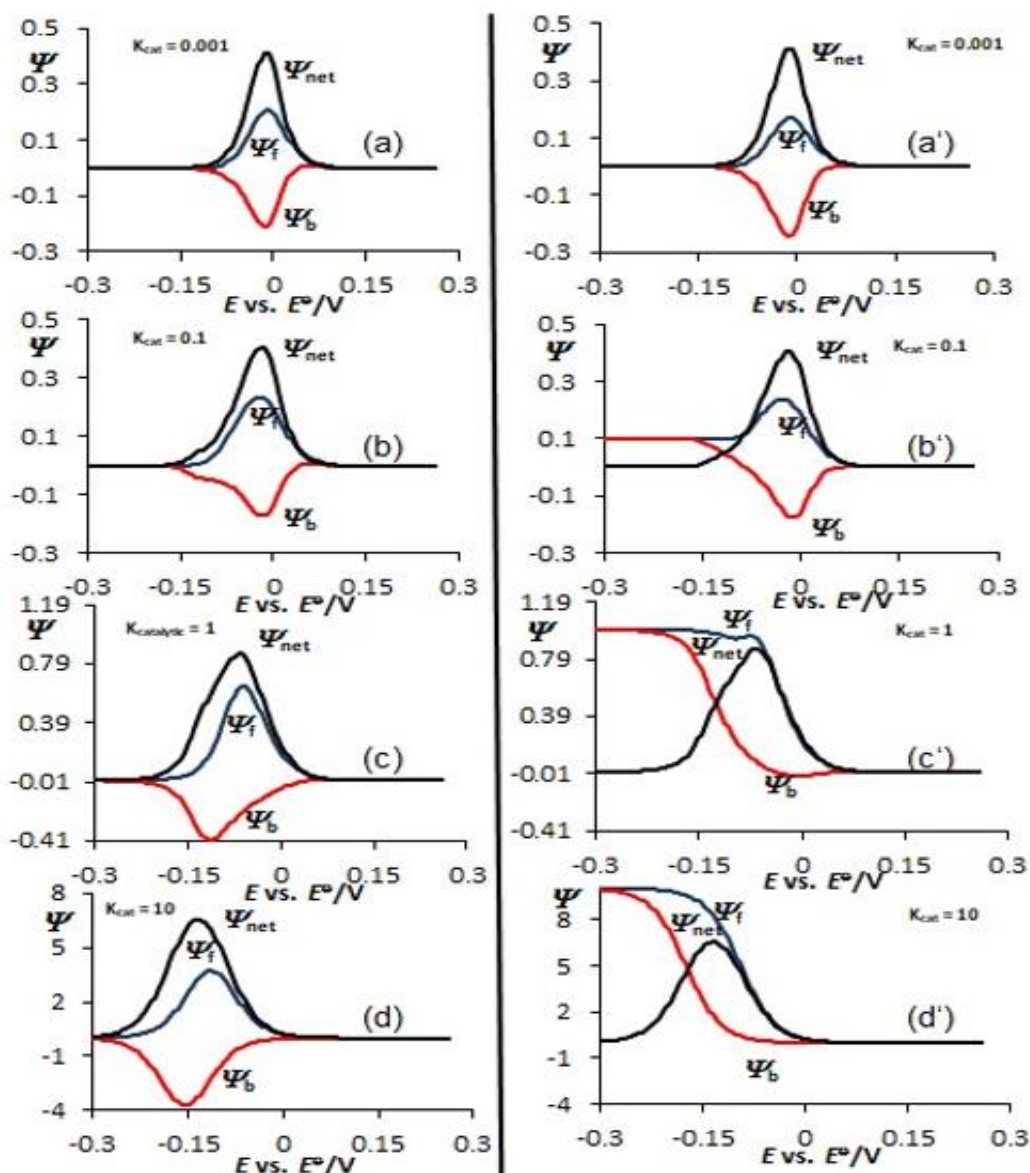 0.5 Kcat = 0.001 Ψ Ψnet
0.3
Ψf
0.1 (a)
-0.1 Ψb
-0.3
-0.3 -0.15 0 0.15 0.3
E vs. E⦵/V
0.5 Kcat = 0.1 Ψ Ψnet
0.3
Ψf
0.1 (b)
-0.1 Ψb
-0.3
-0.3 -0.15 0 0.15 0.3
E vs. E⦵/V
1.19 Ψ
Kcatalytic = 1 Ψnet
0.79
0.39 Ψf
(c)
-0.01
Ψb
-0.41
-0.3 -0.15 0 0.15 0.3
E vs. E⦵/V
8 Ψ Kcat = 10 Ψnet
5 Ψf
2 (d)
-1 Ψb
-4
-0.3 -0.15 0 0.15 0.3
E vs. E⦵/V
0.5 Ψ Kcat = 0.001
Ψnet
0.3
Ψf
0.1 (a')
-0.1 Ψb
-0.3
-0.3 -0.15 0 0.15 0.3
E vs. E⦵/V
0.5 Ψ Kcat = 0.1
Ψnet
0.3
Ψf
0.1 (b')
-0.1 Ψb
-0.3
-0.3 -0.15 0 0.15 0.3
E vs. E⦵/V
1.19 Ψ Ψf
Kcat = 1
Ψnet
0.79
0.39
(c')
-0.01
Ψb
-0.41
-0.3 -0.15 0 0.15 0.3
E vs. E⦵/V
Ψ Ψf Kcat = 10
8 Ψnet
5
2 (d')
-1 Ψb
-4
-0.3 -0.15 0 0.15 0.3
E vs. E⦵/V